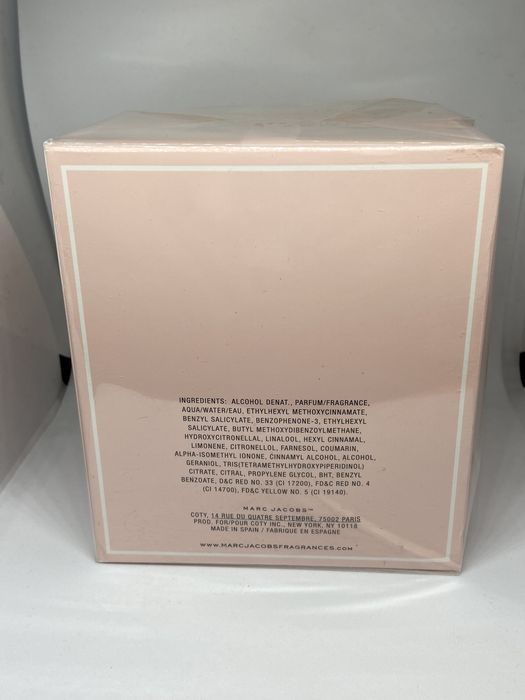 INGREDIENTS: ALCOHOL DENAT., PARFUM/FRAGRANCE,
AQUA/WATER/EAU, ETHYLHEXYL METHOXYCINNAMATE,
BENZYL SALICYLATE, BENZOPHENONE-3, ETHYLHEXYL
SALICYLATE, BUTYL METHOXYDIBENZOYLMETHANE,
HYDROXYCITRONELLAL, LINALOOL, HEXYL CINNAMAL,
LIMONENE, CITRONELLOL, FARNESOL, COUMARIN,
ALPHA-ISOMETHYL IONONE, CINNAMYL ALCOHOL, ALCOHOL,
GERANIOL, TRIS(TETRAMETHYLHYDROXYPIPERIDINOL)
CITRATE, CITRAL, PROPYLENE GLYCOL, BHT, BENZYL
BENZOATE, D&C RED NO. 33 (CI 17200), FD&C RED NO. 4
(CI 14700), FD&C YELLOW NO. 5 (CI 19140).
MARC JACOBS™
COTY, 14 RUE DU QUATRE SEPTEMBRE, 75002 PARIS
PROD. FOR/POUR COTY INC., NEW YORK, NY 10118
MADE IN SPAIN / FABRIQUÉ EN ESPAGNE
WWW.MARCJACOBSFRAGRANCES.COM